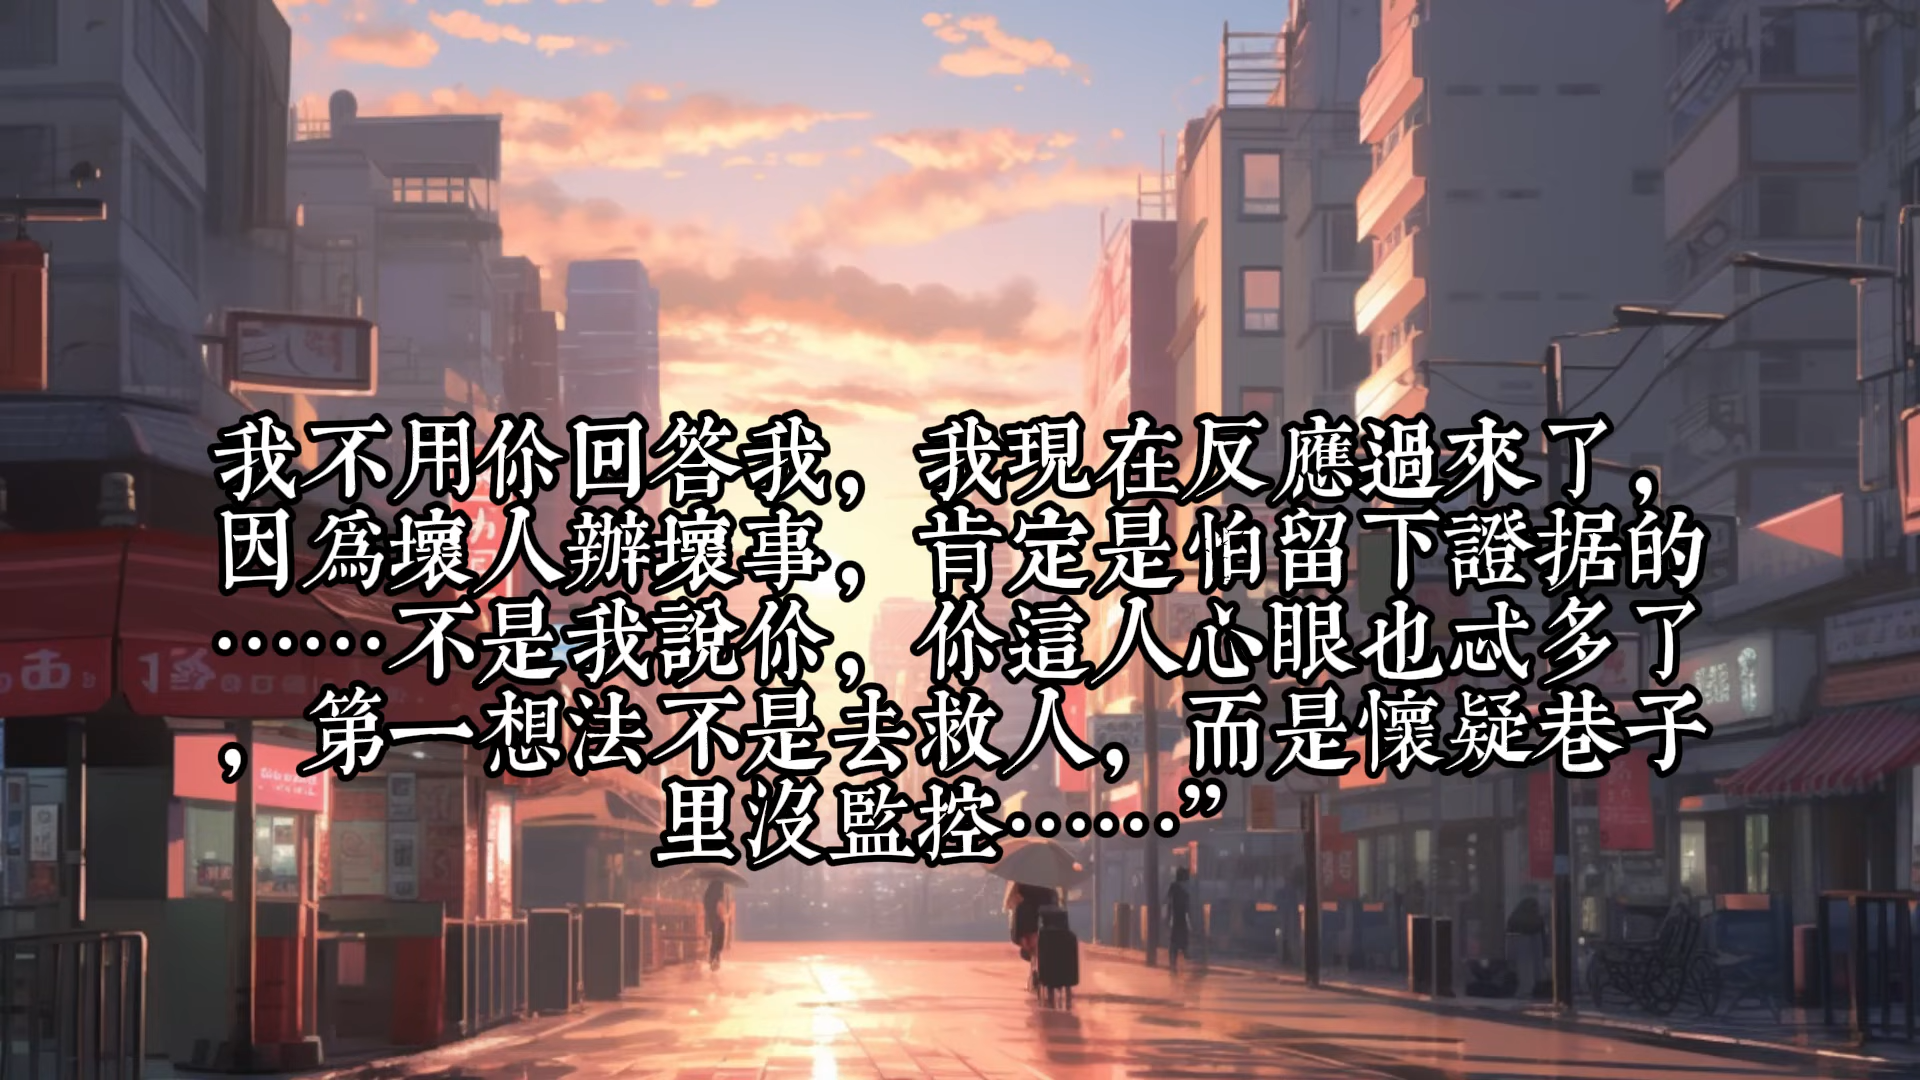 我不用你回答我，我現在反應過來了，
因爲壞人辦壞事，肯定是怕留下證据的
……不是我說你，你這人心眼也忒多了
，第一想法不是去救人，而是懷疑巷子
里沒監控……”